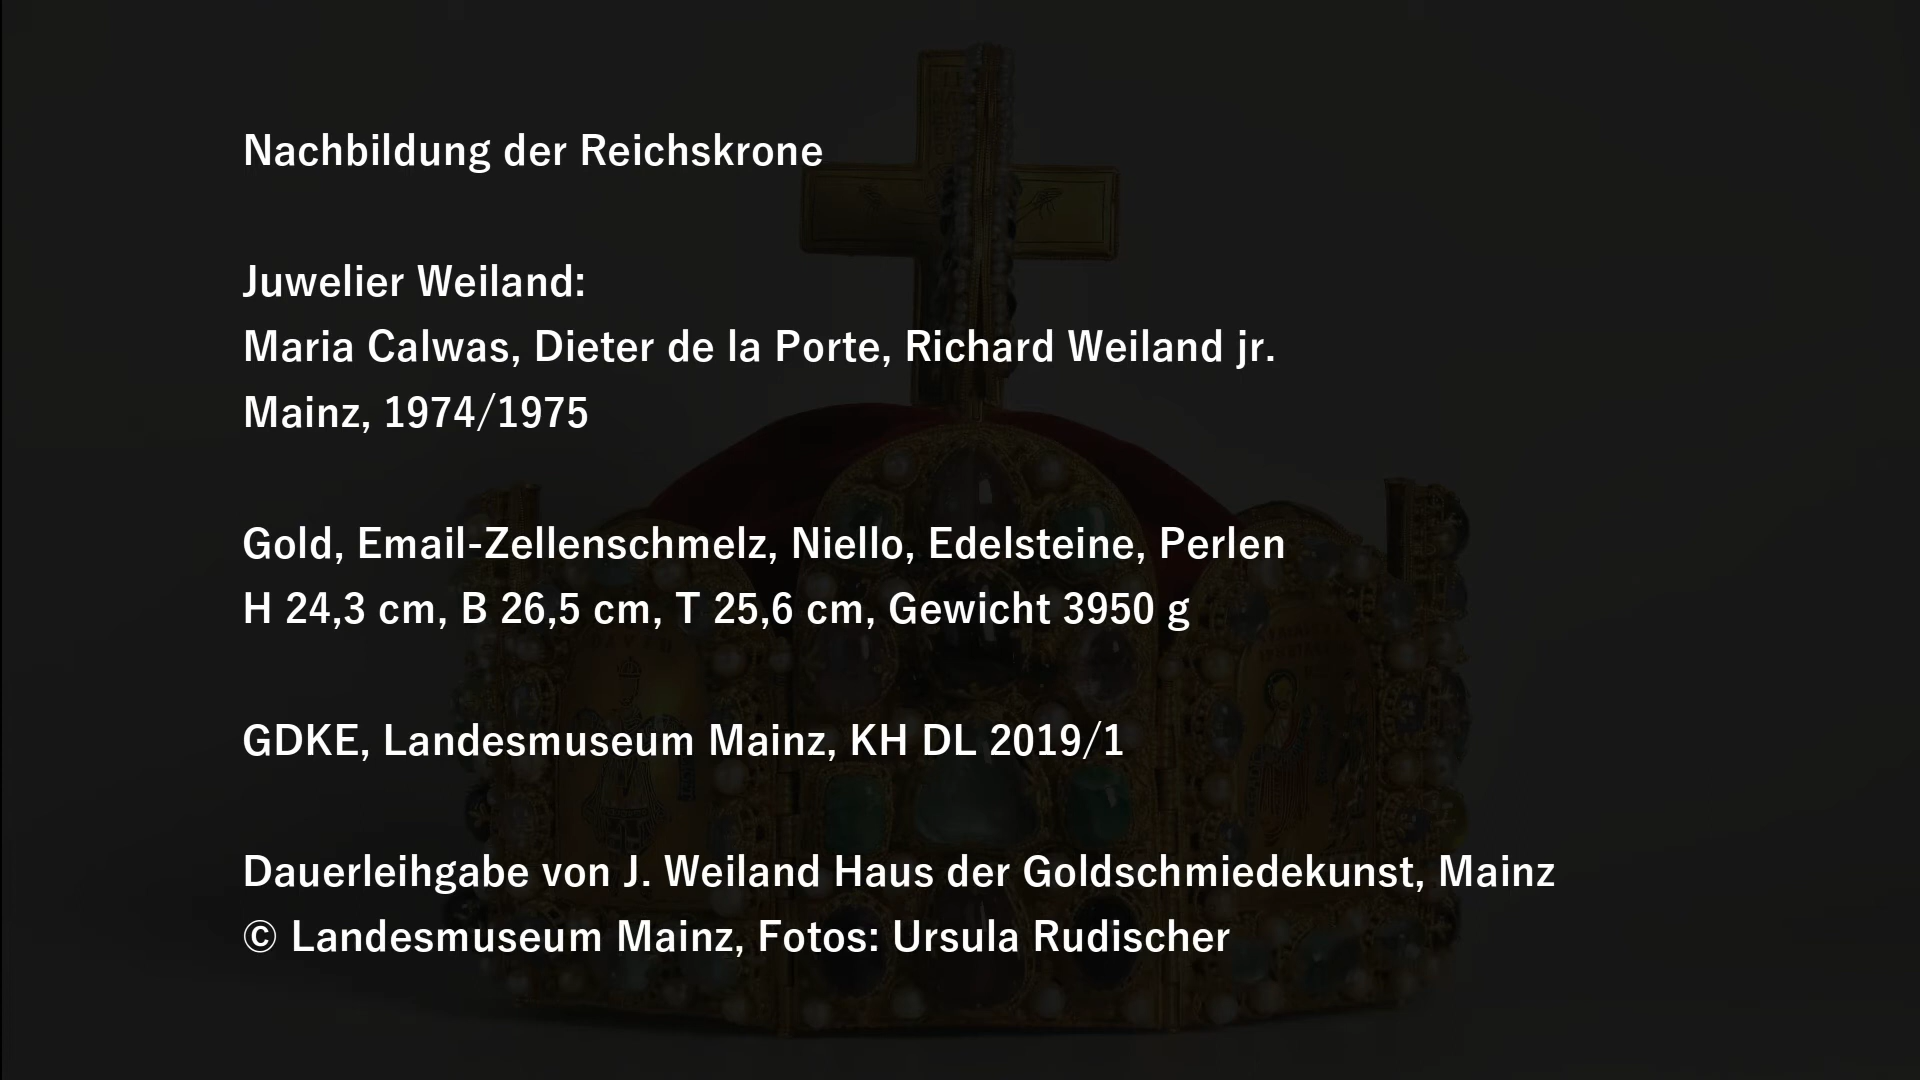 Nachbildung der Reichskrone
Juwelier Weiland:
Maria Calwas, Dieter de la Porte, Richard Weiland jr.
Mainz, 1974/1975
Gold, Email-Zellenschmelz, Niello, Edelsteine, Perlen
H 24,3 cm, B 26,5 cm, T 25,6 cm, Gewicht 3950 g
GDKE, Landesmuseum Mainz, KH DL 2019/1
Dauerleihgabe von J. Weiland Haus der Goldschmiedekunst, Mainz
© Landesmuseum Mainz, Fotos: Ursula Rudischer